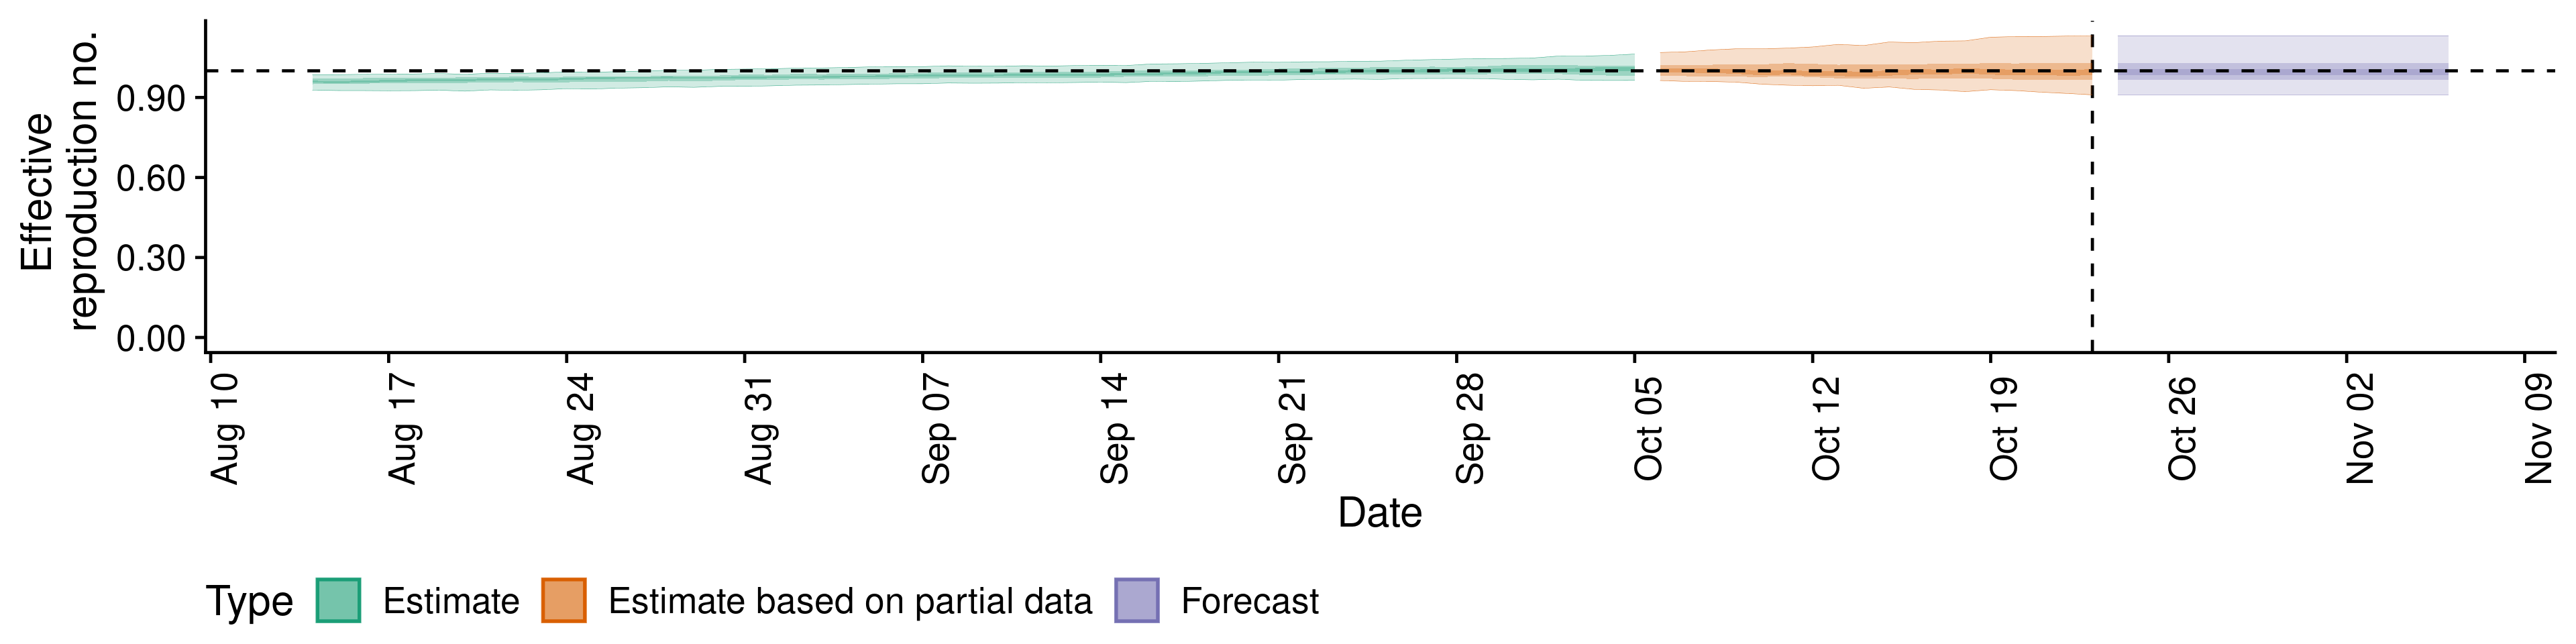 Effective
reproduction no.
0.90
0.60
0.30
0.00
Aug 10
Aug 17
Aug 24
Aug 31
Sep 07
Sep 14
Sep 21
Sep 28
Oct 05
Oct 12
Oct 19
Oct 26
Nov 02
Nov 09
Date
Type Estimate Estimate based on partial data Forecast